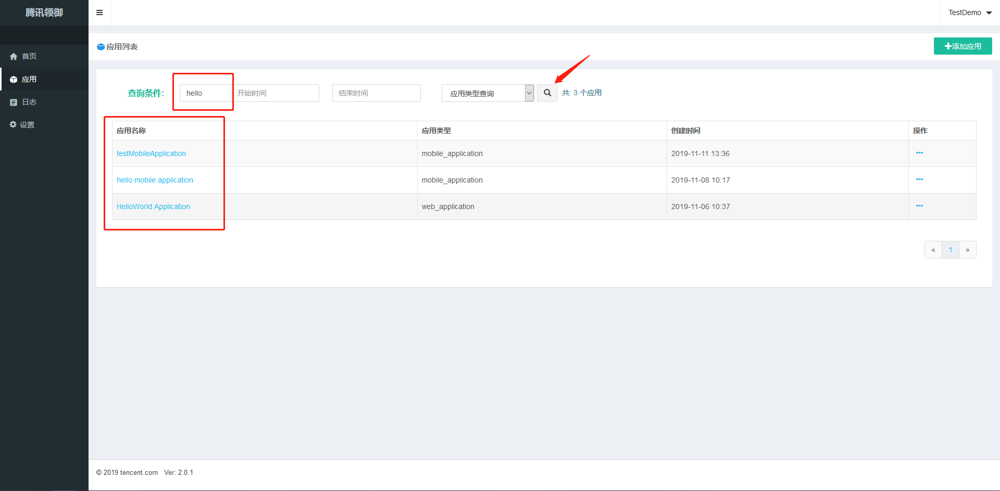 腾讯领御
TestDemo
首页
应用
日志
设置
应用列表
添加应用
查询条件: hello 开始时间 结束时间 应用类型查询 共: 3 个应用
应用名称 应用类型 创建时间 操作
testMobileApplication mobile_application 2019-11-11 13:36
hello mobile application mobile_application 2019-11-08 10:17
HelloWorld Application web_application 2019-11-06 10:37
« 1 »
© 2019 tencent.com Ver: 2.0.1